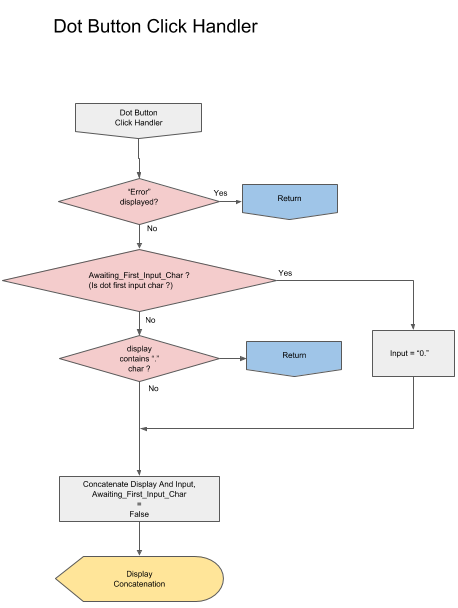 Dot Button Click Handler
Dot Button
Click Handler
“Error”
displayed?
Yes
Return
No
Awaiting_First_Input_Char ?
(Is dot first input char ?)
Yes
No
display
contains “.”
char ?
Return
Input = “0.”
No
Concatenate Display And Input,
Awaiting_First_Input_Char
=
False
Display
Concatenation